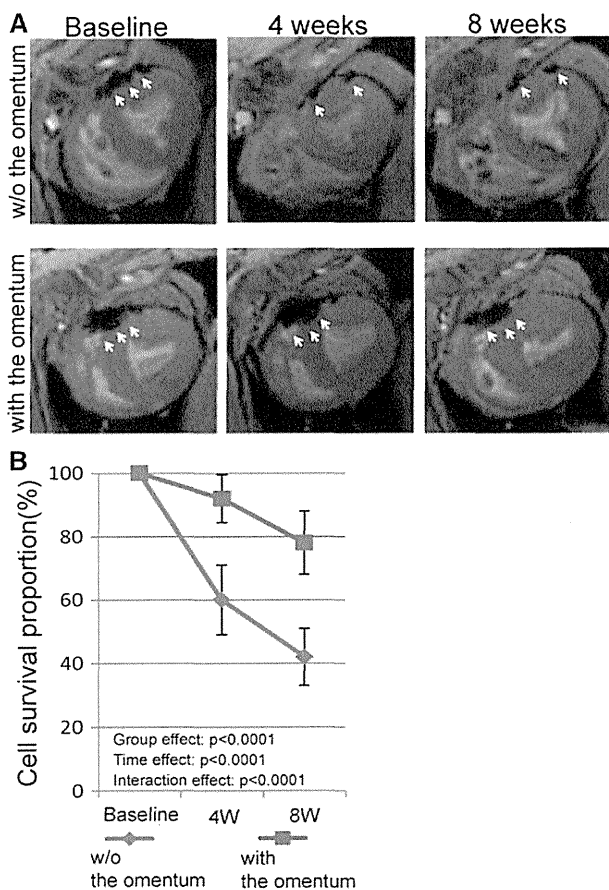 A
Baseline
4 weeks
8 weeks
w/o the omentum
with the omentum
B
Cell survival proportion(%)
100
80
60
40
20
0
Group effect: p<0.0001
Time effect: p<0.0001
Interaction effect: p<0.0001
Baseline
4W
8W
w/o
the omentum
with
the omentum